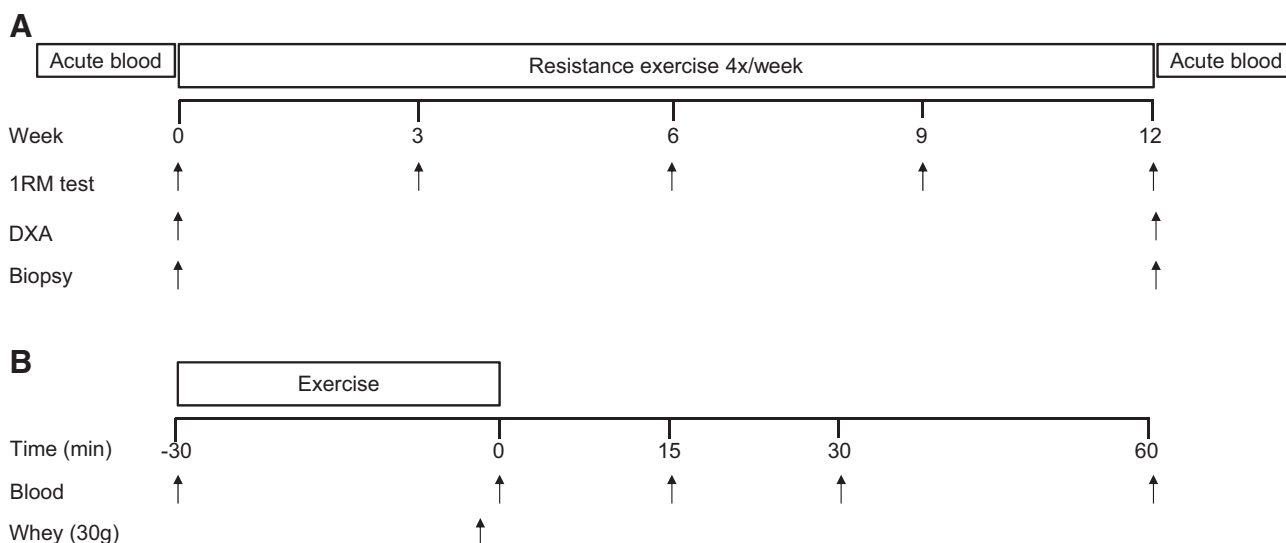 A
Acute blood
Resistance exercise 4x/week
Acute blood
Week 0 3 6 9 12
1RM test
DXA
Biopsy
B
Exercise
Time (min) -30 0 15 30 60
Blood
Whey (30g)